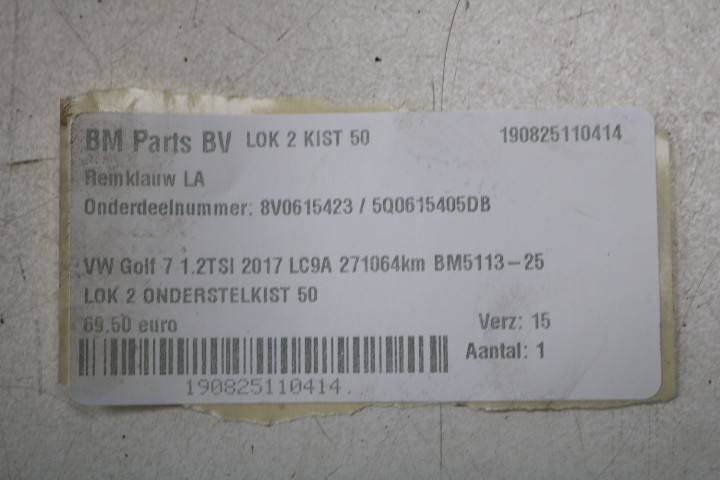 BM Parts BV LOK 2 KIST 50 190825110414
Remklauw LA
Onderdeelnummer: 8V0615423 / 5Q0615405DB
VW Golf 7 1.2TSI 2017 LC9A 271064km BM5113-25
LOK 2 ONDERSTELKIST 50
69.50 euro Verz: 15
Aantal: 1
190825110414.